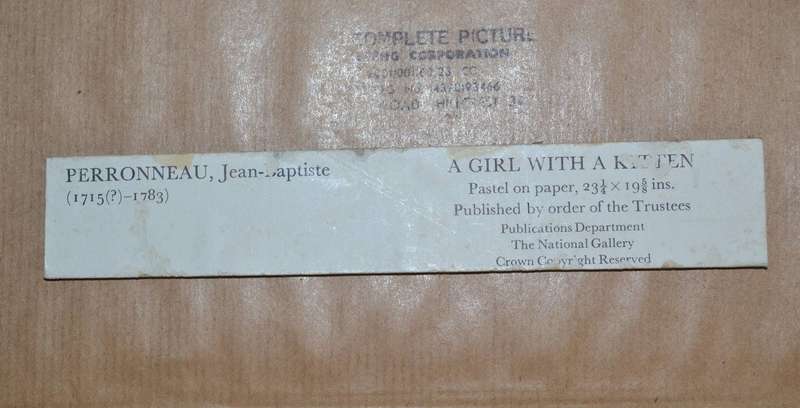 COMPLETE PICTURE
CORPORATION
PERRONNEAU, Jean-Baptiste
(1715(?)–1783)
A GIRL WITH A KITTEN
Pastel on paper, 23¼ × 19⅝ ins.
Published by order of the Trustees
Publications Department
The National Gallery
Crown Copyright Reserved